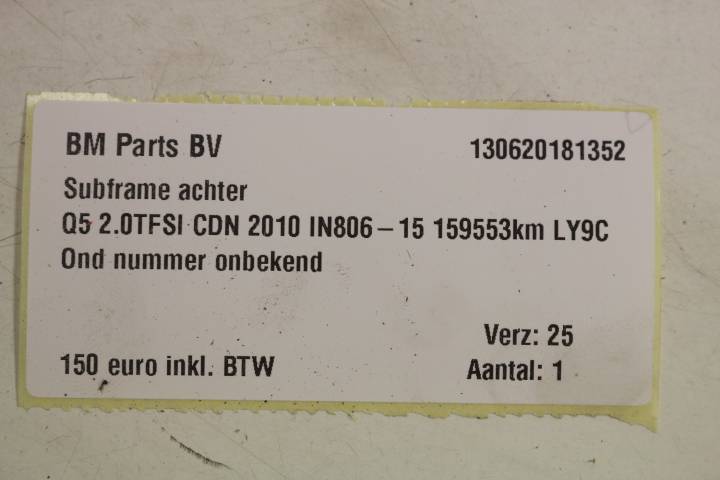 BM Parts BV 130620181352
Subframe achter
Q5 2.0TFSI CDN 2010 IN806-15 159553km LY9C
Ond nummer onbekend
Verz: 25
150 euro inkl. BTW Aantal: 1